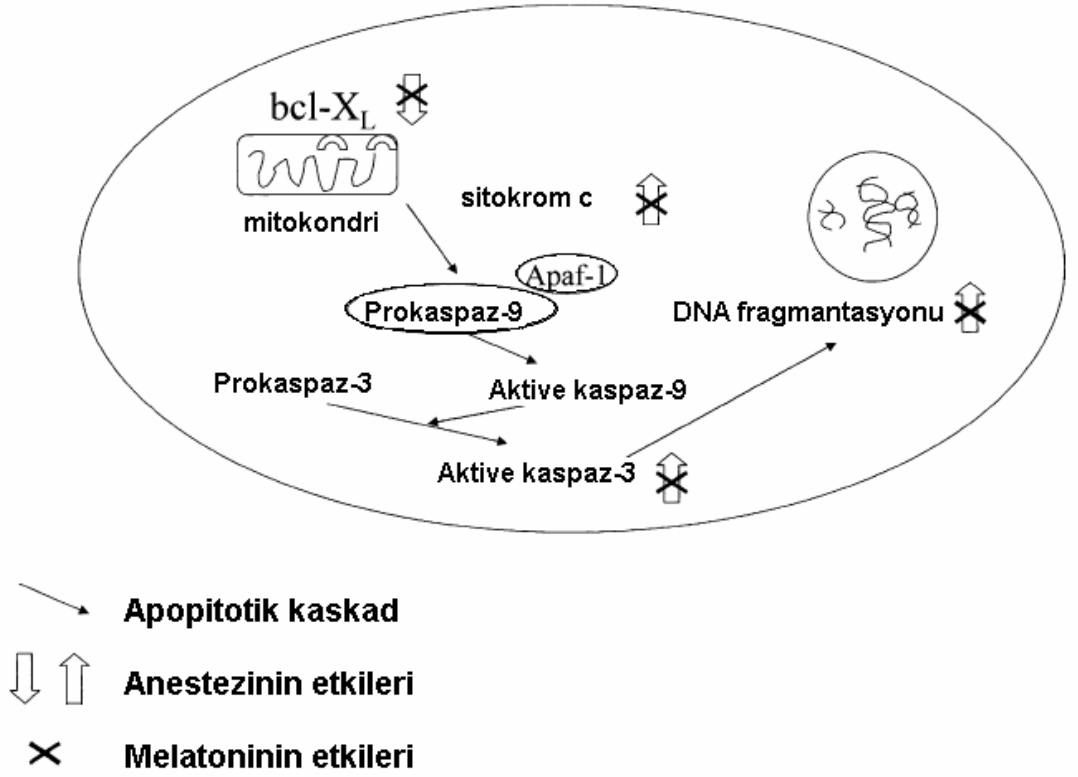 bcl-X_L
mitokondri
sitokrom c
Apaf-1
Prokaspaz-9
DNA fragmantasyonu
Prokaspaz-3
Aktive kaspaz-9
Aktive kaspaz-3
Apopitotik kaskad
Anestezinin etkileri
Melatoninin etkileri